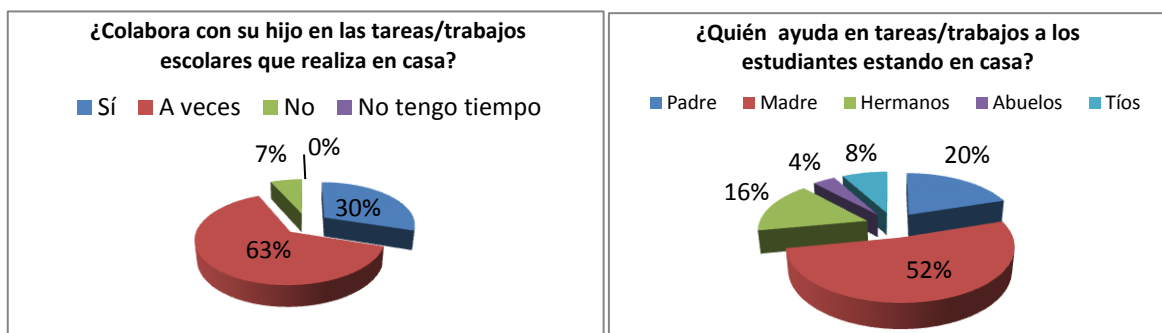 ¿Colabora con su hijo en las tareas/trabajos
escolares que realiza en casa?
Sí A veces No No tengo tiempo
7% 0%
30%
63%
¿Quién ayuda en tareas/trabajos a los
estudiantes estando en casa?
Padre Madre Hermanos Abuelos Tíos
4% 8% 20%
16%
52%